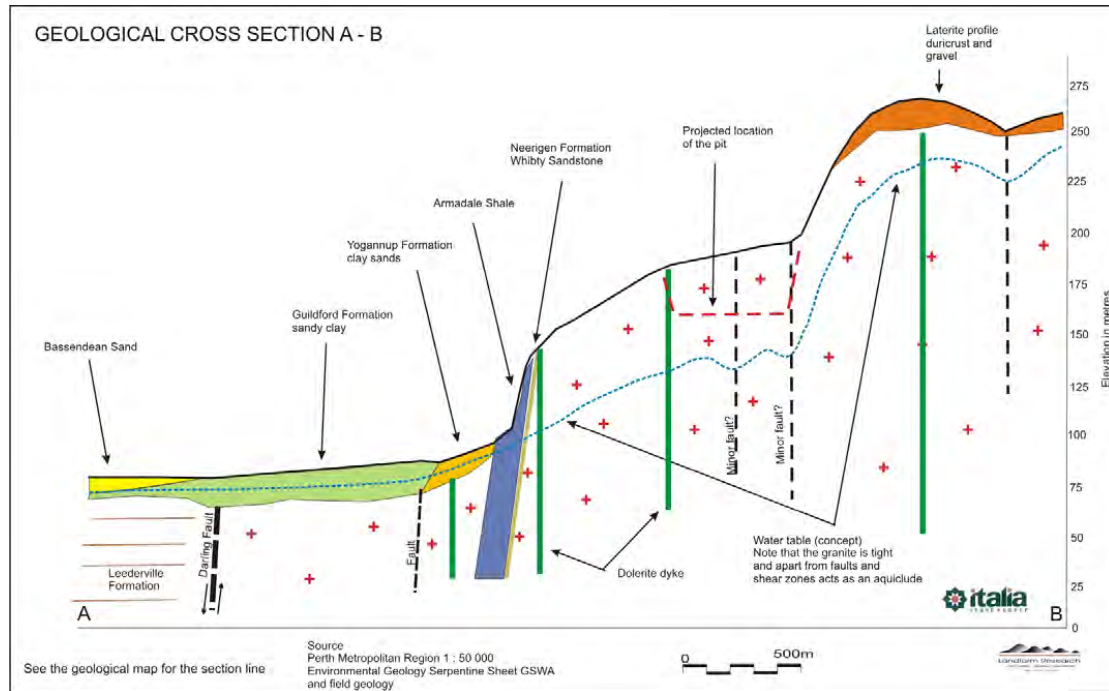 GEOLOGICAL CROSS SECTION A - B
Laterite profile
duricrust and
gravel
275
250
225
200
175
150
125
100
75
50
25
0
Elevation in metres
Projected location
of the pit
Neerigen Formation
Whibty Sandstone
Armadale Shale
Yogannup Formation
clay sands
Guildford Formation
sandy clay
Bassendean Sand
Minor fault?
Minor fault?
Darling Fault
Fault
Leederville
Formation
Dolerite dyke
Water table (concept)
Note that the granite is tight
and apart from faults and
shear zones acts as an aquiclude
A
B
italia
Source
Perth Metropolitan Region 1 : 50 000
Environmental Geology Serpentine Sheet GSWA
and field geology
See the geological map for the section line
0 500m
Landform Research